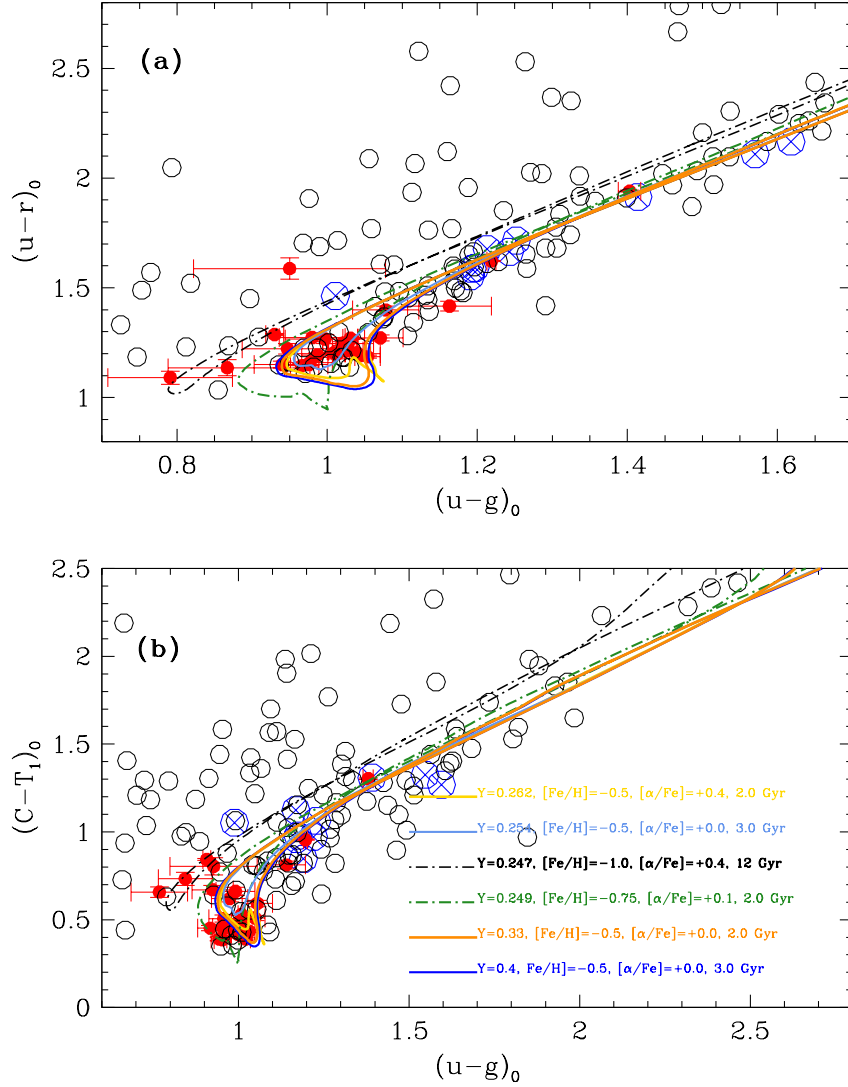 (a)
2.5
2
1.5
1
(u−r)₀
0.8
1
1.2
1.4
1.6
(u−g)₀
2.5
2
1.5
1
0.5
0
(b)
(C−T₁)₀
Y=0.262, [Fe/H]=−0.5, [α/Fe]=+0.4, 2.0 Gyr
Y=0.254, [Fe/H]=−0.5, [α/Fe]=+0.0, 3.0 Gyr
Y=0.247, [Fe/H]=−1.0, [α/Fe]=+0.4, 12 Gyr
Y=0.249, [Fe/H]=−0.75, [α/Fe]=+0.1, 2.0 Gyr
Y=0.33, [Fe/H]=−0.5, [α/Fe]=+0.0, 2.0 Gyr
Y=0.4, Fe/H]=−0.5, [α/Fe]=+0.0, 3.0 Gyr
1
1.5
2
2.5
(u−g)₀